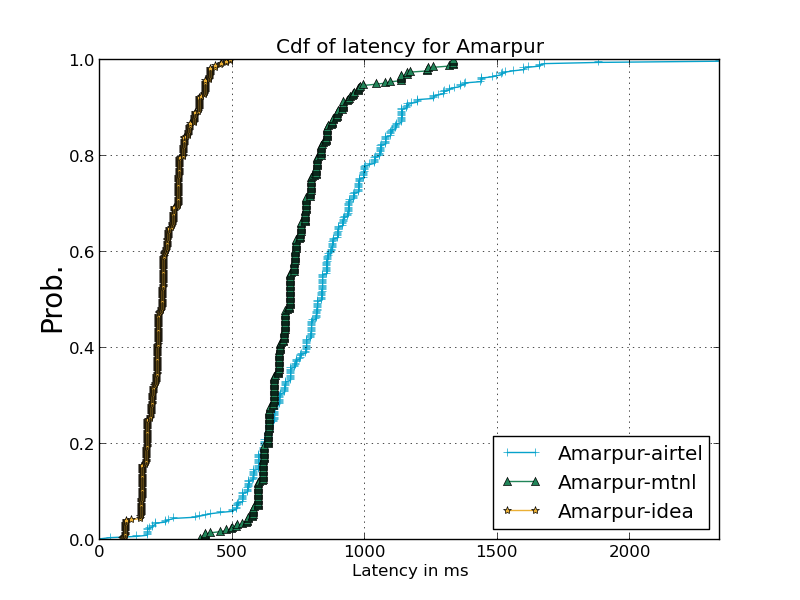 Cdf of latency for Amarpur
1.0
0.8
0.6
0.4
0.2
0.0
Prob.
0
500
1000
1500
2000
Latency in ms
Amarpur-airtel
Amarpur-mtnl
Amarpur-idea